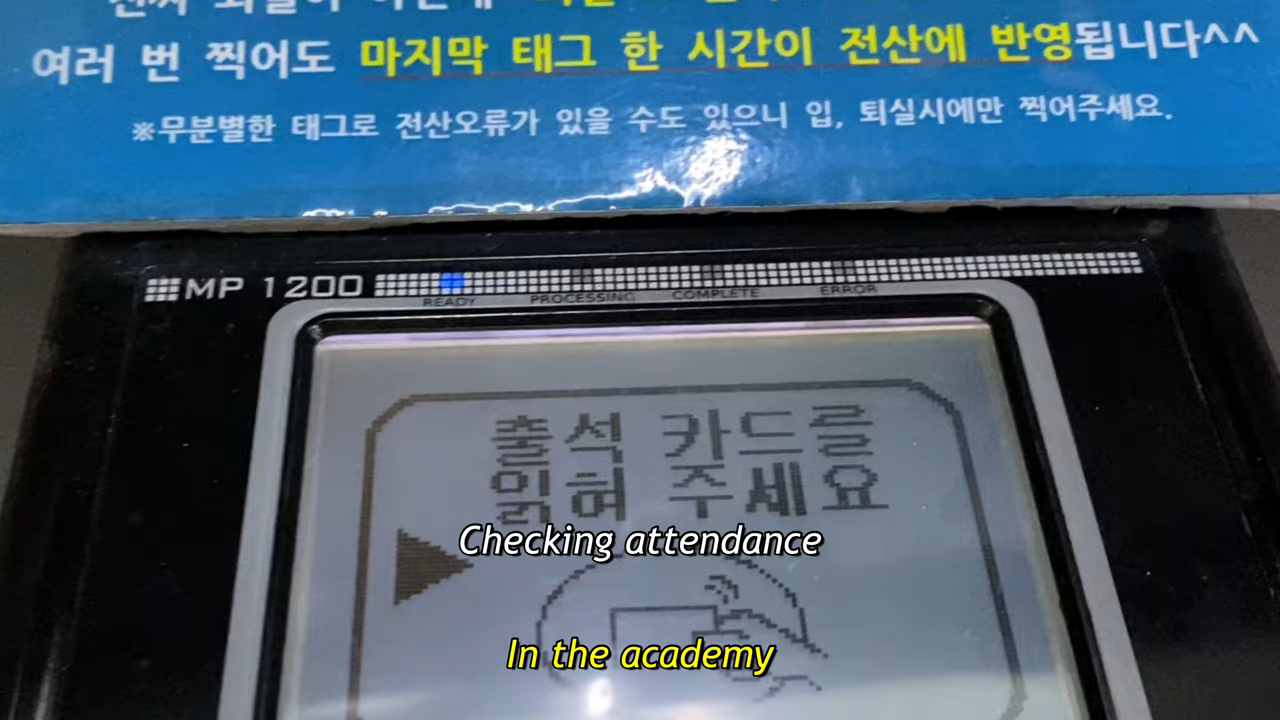 여러 번 찍어도 마지막 태그 한 시간이 전산에 반영됩니다^^
※무분별한 태그로 전산오류가 있을 수도 있으니 입, 퇴실시에만 찍어주세요.
MP 1200
READY PROCESSING COMPLETE ERROR
출석 카드를
읽혀 주세요
Checking attendance
In the academy